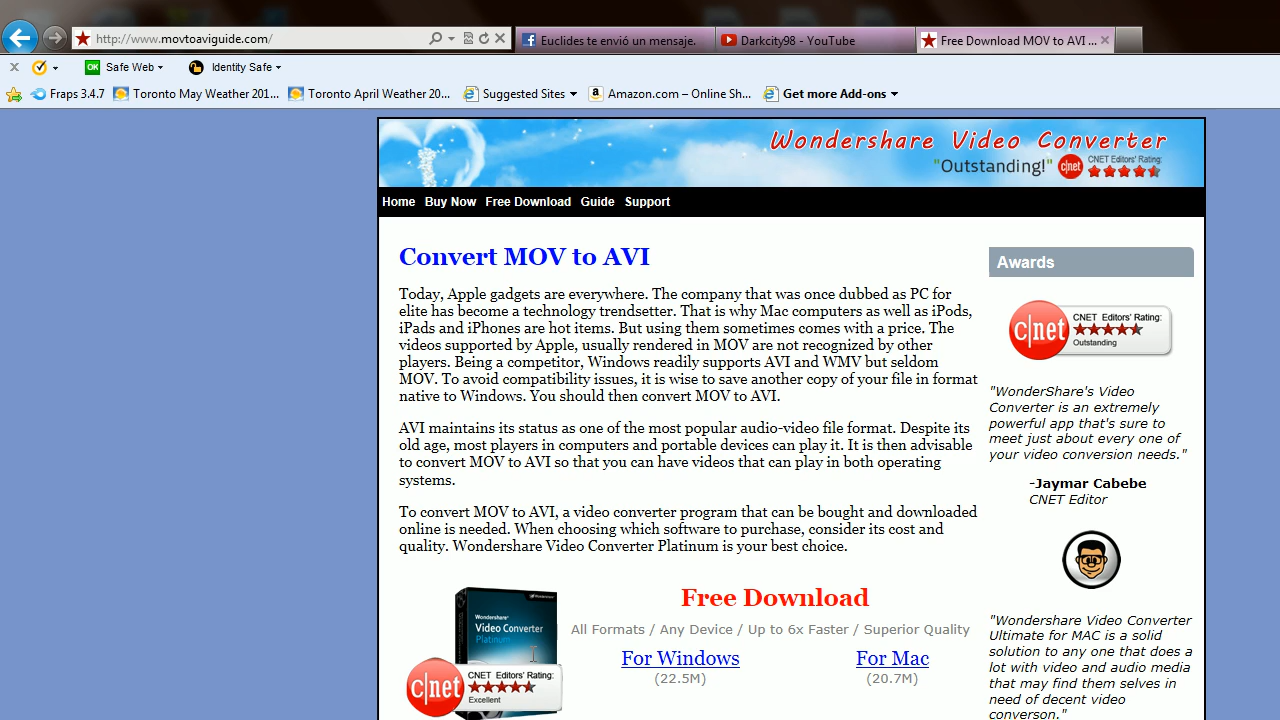 http://www.movtoaviguide.com/
Euclides te envió un mensaje.
Darkcity98 - YouTube
Free Download MOV to AVI ...
Safe Web
Identity Safe
Fraps 3.4.7
Toronto May Weather 201...
Toronto April Weather 20...
Suggested Sites
Amazon.com – Online Sh...
Get more Add-ons
Wondershare Video Converter
"Outstanding!" c|net CNET Editors' Rating:
Home Buy Now Free Download Guide Support
Convert MOV to AVI
Today, Apple gadgets are everywhere. The company that was once dubbed as PC for
elite has become a technology trendsetter. That is why Mac computers as well as iPods,
iPads and iPhones are hot items. But using them sometimes comes with a price. The
videos supported by Apple, usually rendered in MOV are not recognized by other
players. Being a competitor, Windows readily supports AVI and WMV but seldom
MOV. To avoid compatibility issues, it is wise to save another copy of your file in format
native to Windows. You should then convert MOV to AVI.
AVI maintains its status as one of the most popular audio-video file format. Despite its
old age, most players in computers and portable devices can play it. It is then advisable
to convert MOV to AVI so that you can have videos that can play in both operating
systems.
To convert MOV to AVI, a video converter program that can be bought and downloaded
online is needed. When choosing which software to purchase, consider its cost and
quality. Wondershare Video Converter Platinum is your best choice.
Wondershare
Video Converter
Platinum
c|net
CNET Editors' Rating:
Excellent
Free Download
All Formats / Any Device / Up to 6x Faster / Superior Quality
For Windows
(22.5M)
For Mac
(20.7M)
Awards
c|net
CNET Editors' Rating:
Outstanding
"WonderShare's Video
Converter is an extremely
powerful app that's sure to
meet just about every one of
your video conversion needs."
-Jaymar Cabebe
CNET Editor
"Wondershare Video Converter
Ultimate for MAC is a solid
solution to any one that does a
lot with video and audio media
that may find them selves in
need of decent video
converson."